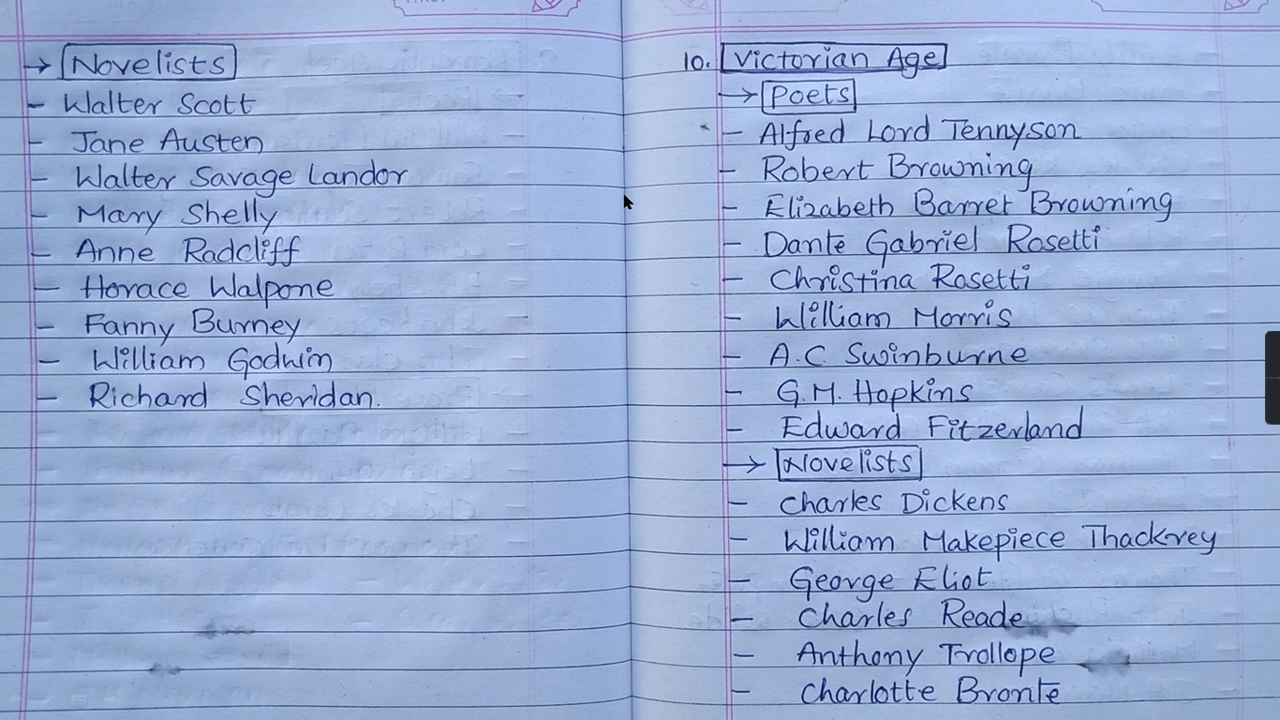 → Novelists
- Walter Scott
- Jane Austen
- Walter Savage Landor
- Mary Shelly
- Anne Radcliff
- Horace Walpone
- Fanny Burney
- William Godwin
- Richard Sheridan.
10. Victorian Age
→ Poets
- Alfred Lord Tennyson
- Robert Browning
- Elizabeth Barret Browning
- Dante Gabriel Rosetti
- Christina Rosetti
- William Morris
- A.C Swinburne
- G.M. Hopkins
- Edward Fitzerland
→ Novelists
- Charles Dickens
- William Makepiece Thackrey
- George Eliot
- Charles Reade
- Anthony Trollope
- Charlotte Bronte